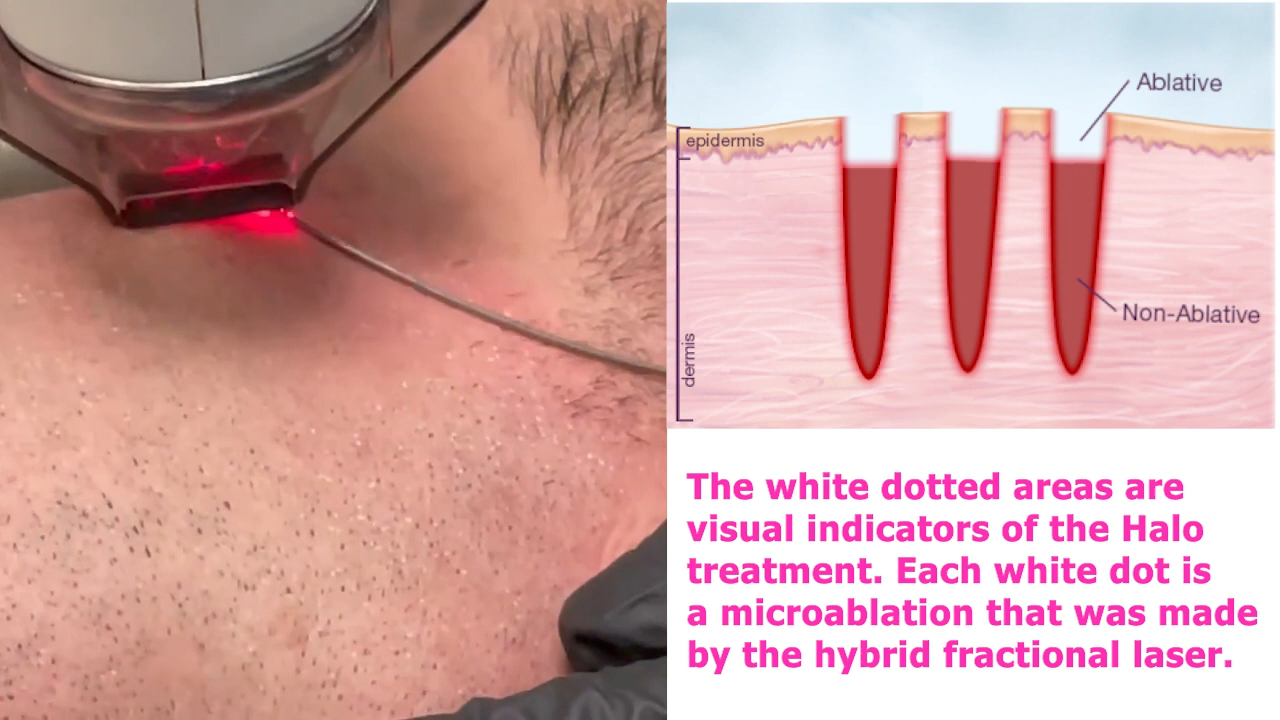 Ablative
epidermis
Non-Ablative
dermis
The white dotted areas are
visual indicators of the Halo
treatment. Each white dot is
a microablation that was made
by the hybrid fractional laser.